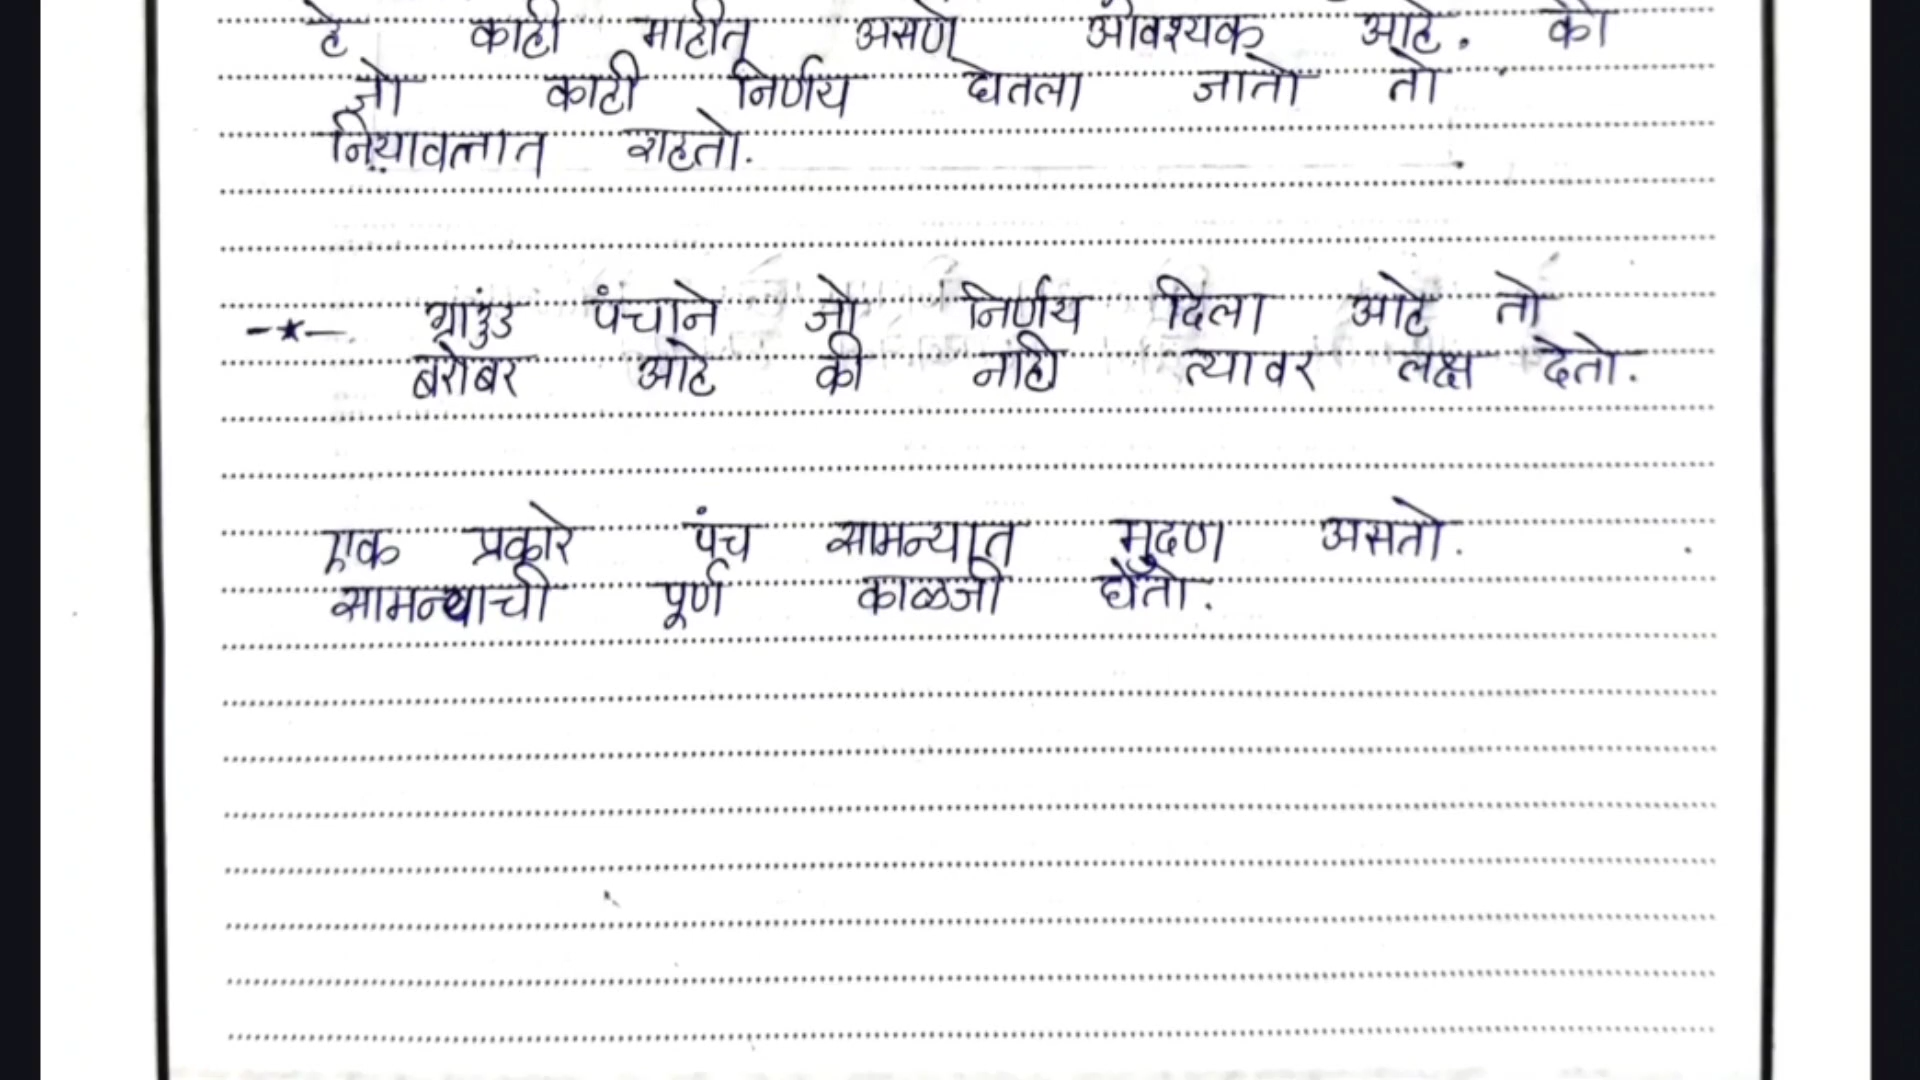 हे काही माहीत असणे आवश्यक आहे. की
जो काही निर्णय घेतला जातो तो
नियावलात राहतो.
-*- ग्राउंड पंचाने जो निर्णय दिला आहे तो
बरोबर आहे की नाही त्यावर लक्ष देतो.
एक प्रकारे पंच सामन्यात मुदण असतो.
सामन्याची पूर्ण काळजी घेतो.